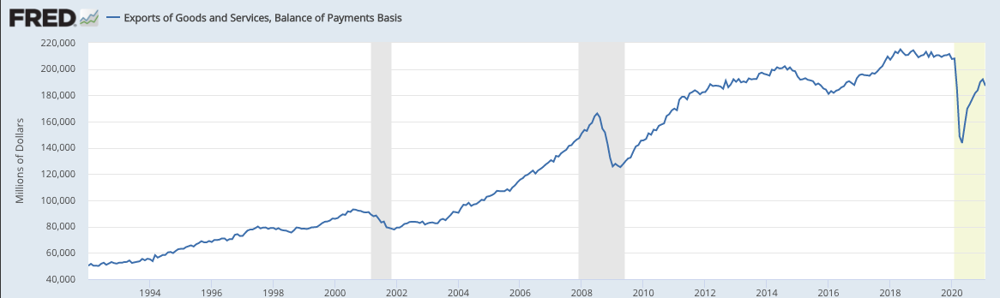 FRED
Exports of Goods and Services, Balance of Payments Basis
Millions of Dollars
220,000
200,000
180,000
160,000
140,000
120,000
100,000
80,000
60,000
40,000
1994 1996 1998 2000 2002 2004 2006 2008 2010 2012 2014 2016 2018 2020